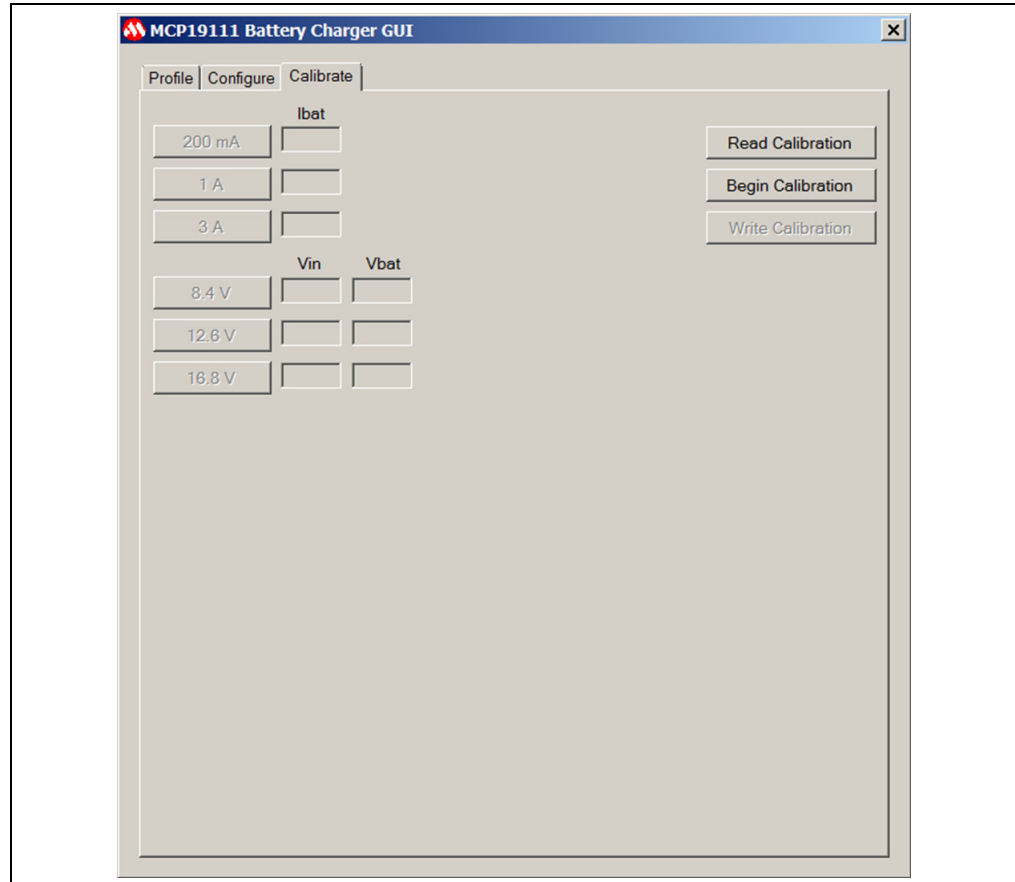 MCP19111 Battery Charger GUI
Profile Configure Calibrate
Ibat
200 mA
Read Calibration
1 A
Begin Calibration
3 A
Write Calibration
Vin Vbat
8.4 V
12.6 V
16.8 V